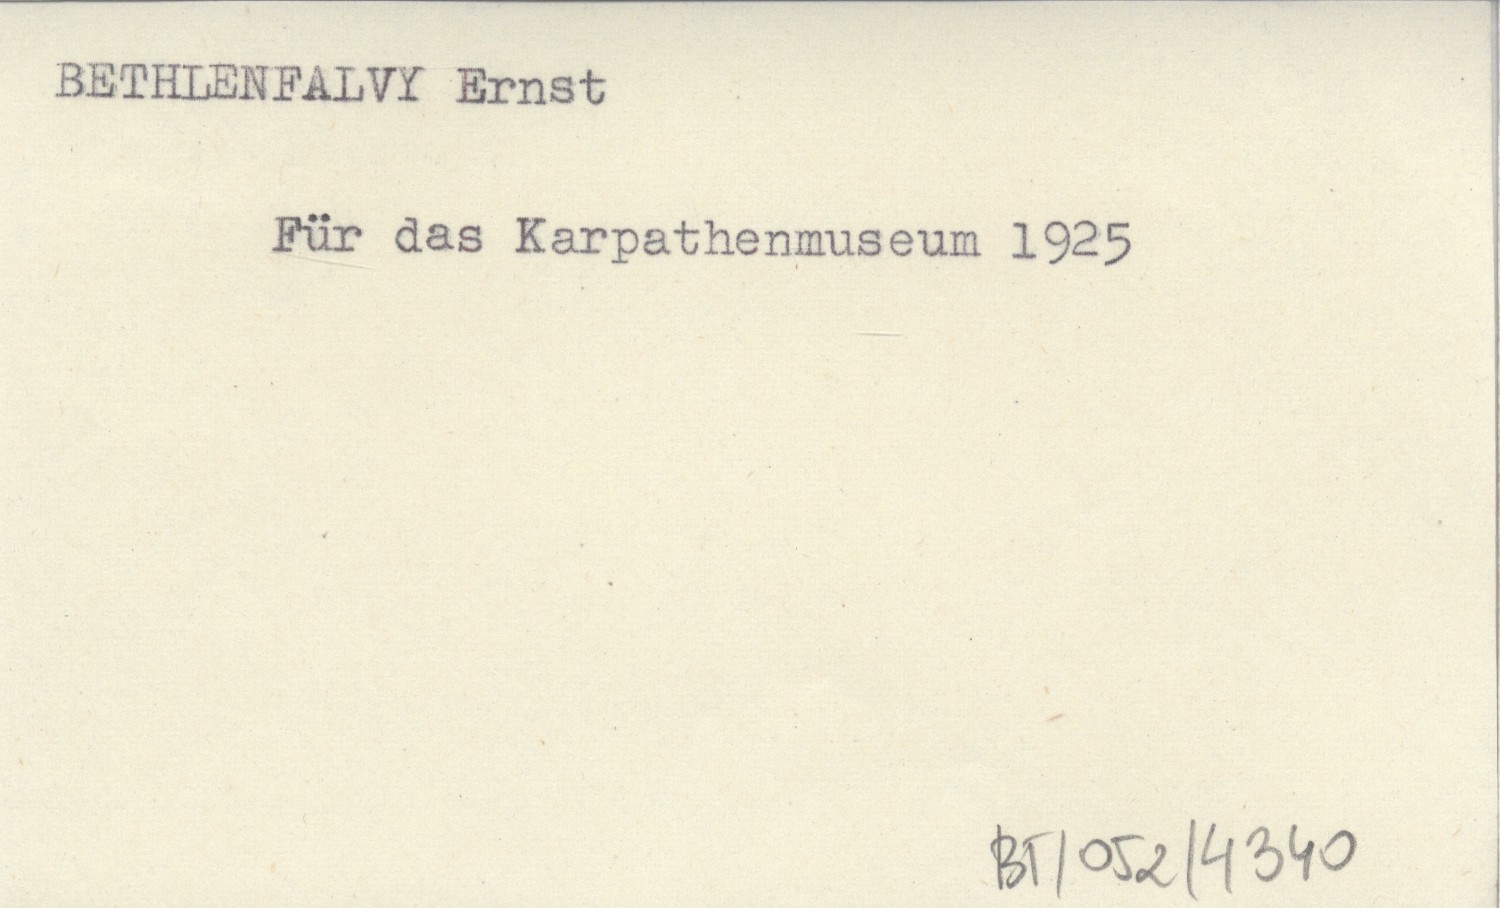 BETHLENFALVY Ernst
Für das Karpathenmuseum 1925
BT/052/4340